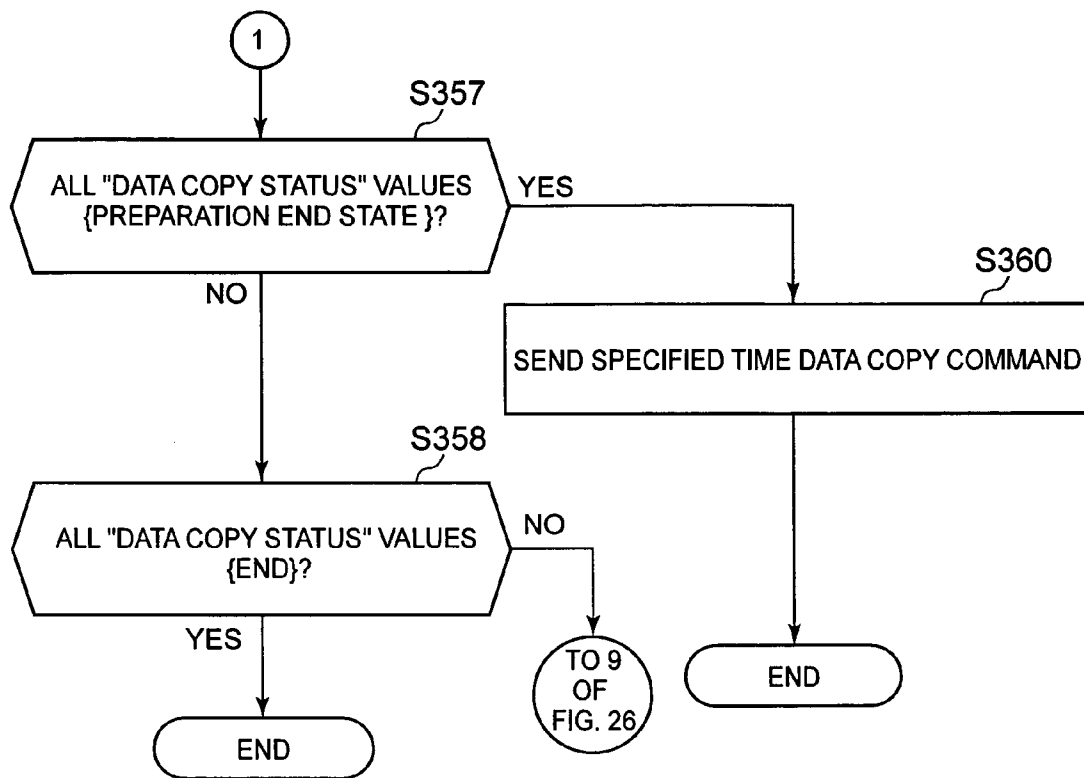 1
S357
ALL "DATA COPY STATUS" VALUES
{PREPARATION END STATE }?
YES
NO
S360
SEND SPECIFIED TIME DATA COPY COMMAND
END
S358
ALL "DATA COPY STATUS" VALUES
{END}?
NO
YES
TO 9
OF
FIG. 26
END